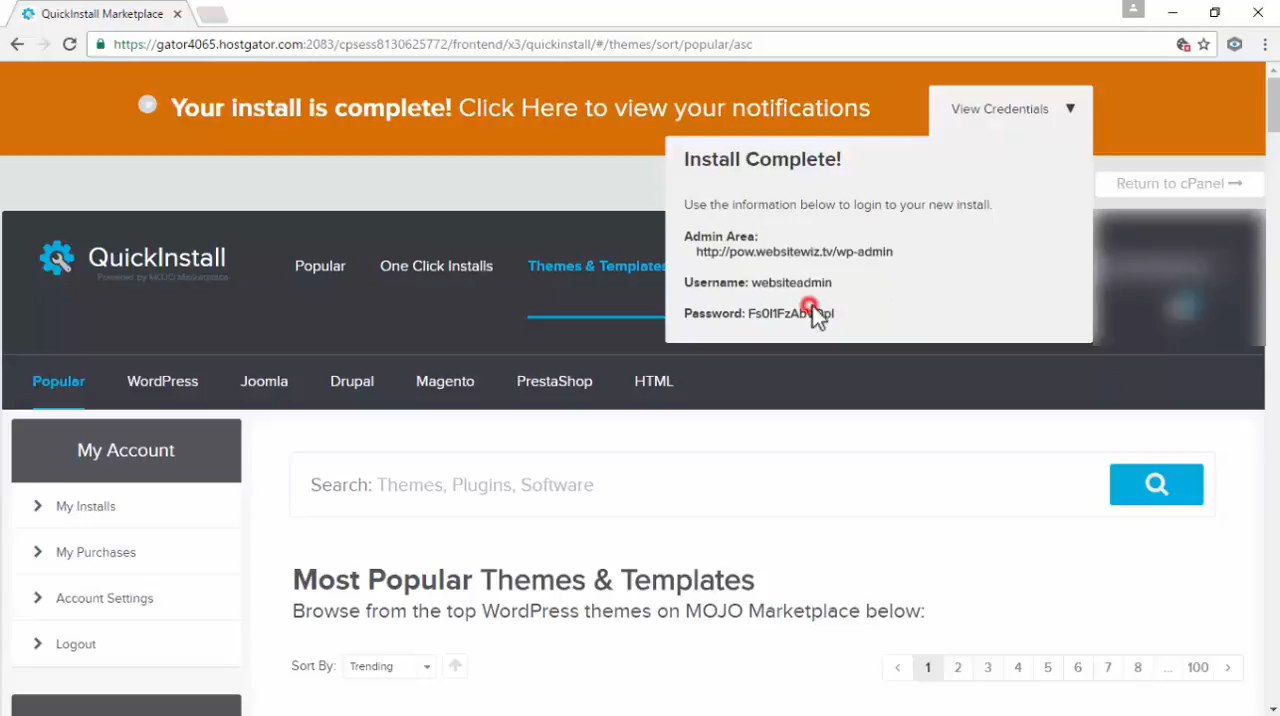 QuickInstall Marketplace
https://gator4065.hostgator.com:2083/cpsess8130625772/frontend/x3/quickinstall/#/themes/sort/popular/asc
Your install is complete! Click Here to view your notifications
View Credentials ▼
Install Complete!
Return to cPanel
Use the information below to login to your new install.
Admin Area:
http://pow.websitewiz.tv/wp-admin
Username: websiteadmin
Password:
QuickInstall
Powered by MOJO Marketplace
Popular
One Click Installs
Themes & Templates
Popular
WordPress
Joomla
Drupal
Magento
PrestaShop
HTML
My Account
My Installs
My Purchases
Account Settings
Logout
Search: Themes, Plugins, Software
Most Popular Themes & Templates
Browse from the top WordPress themes on MOJO Marketplace below:
Sort By: Trending
< 1 2 3 4 5 6 7 8 ... 100 >